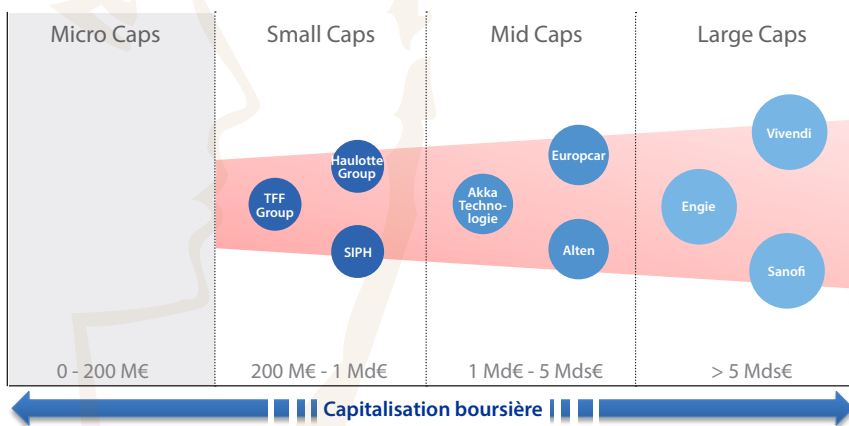 Micro Caps
Small Caps
Mid Caps
Large Caps
Vivendi
Haulotte
Group
Europcar
TFF
Group
Akka
Techno-
logie
Engie
SIPH
Alten
Sanofi
0 - 200 M€
200 M€ - 1 Md€
1 Md€ - 5 Mds€
> 5 Mds€
Capitalisation boursière